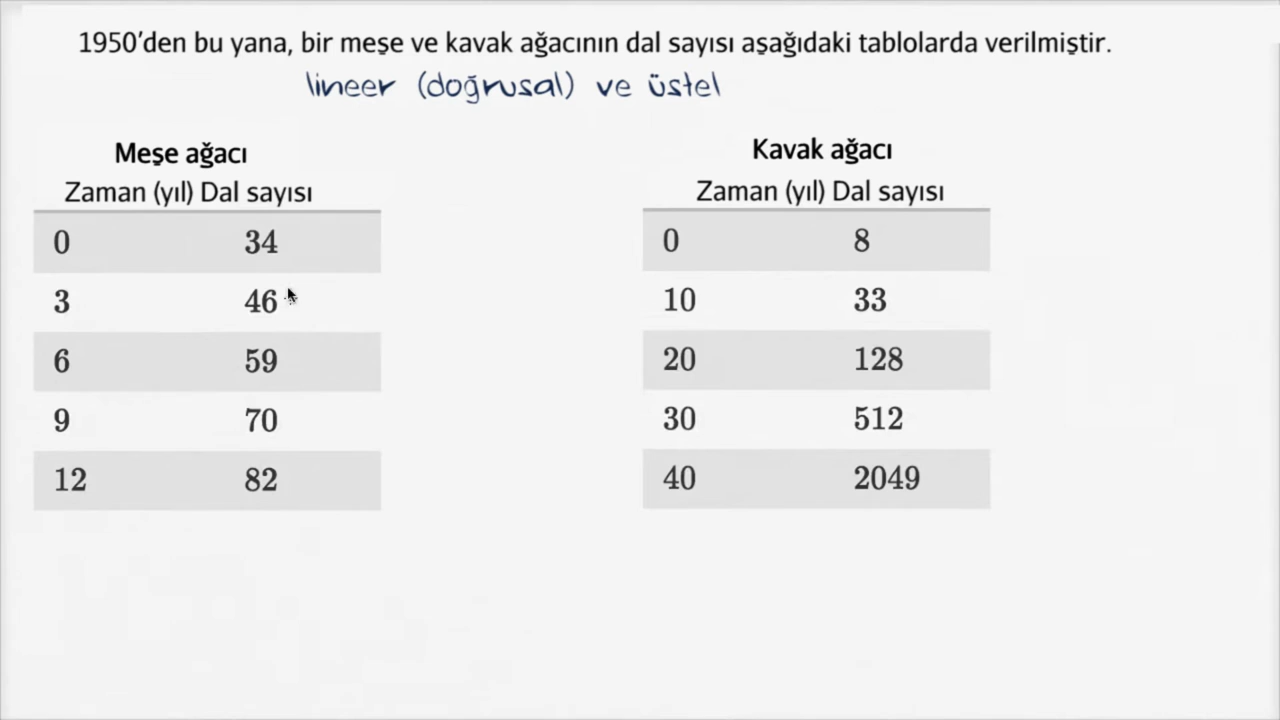 1950’den bu yana, bir meşe ve kavak ağacının dal sayısı aşağıdaki tablolarda verilmiştir.
lineer (doğrusal) ve üstel
Meşe ağacı
Zaman (yıl) Dal sayısı
0 34
3 46
6 59
9 70
12 82
Kavak ağacı
Zaman (yıl) Dal sayısı
0 8
10 33
20 128
30 512
40 2049